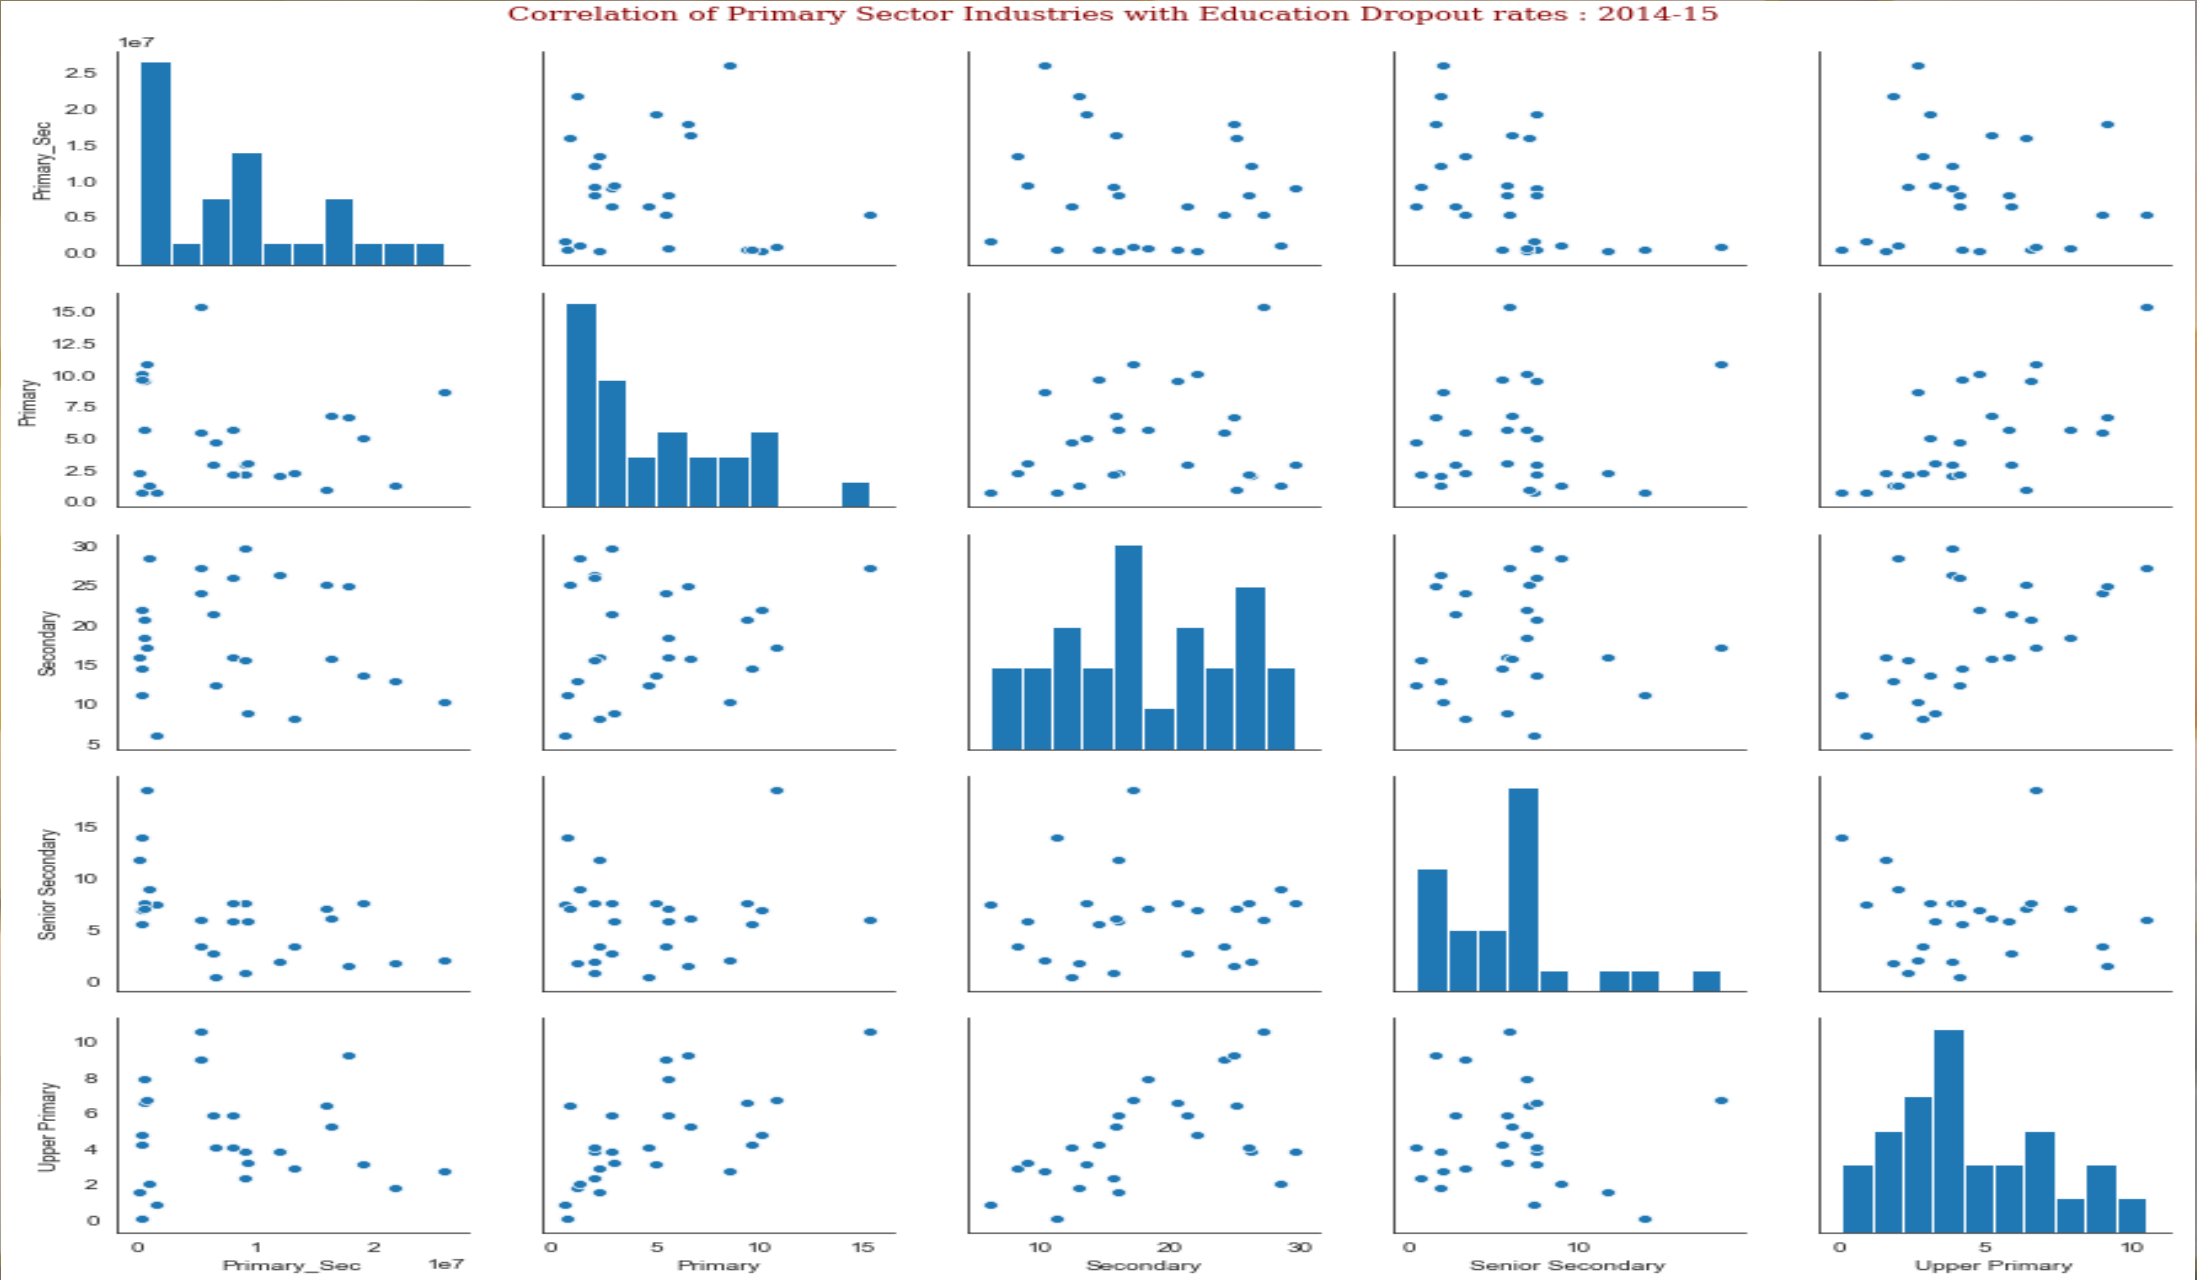 Correlation of Primary Sector Industries with Education Dropout rates : 2014-15
1e7
2.5
2.0
1.5
1.0
0.5
0.0
Primary_Sec
15.0
12.5
10.0
7.5
5.0
2.5
0.0
Primary
30
25
20
15
10
5
Secondary
15
10
5
0
Senior Secondary
10
8
6
4
2
0
Upper Primary
0 1 2
1e7
Primary_Sec
0 5 10 15
Primary
10 20 30
Secondary
0 10
Senior Secondary
0 5 10
Upper Primary